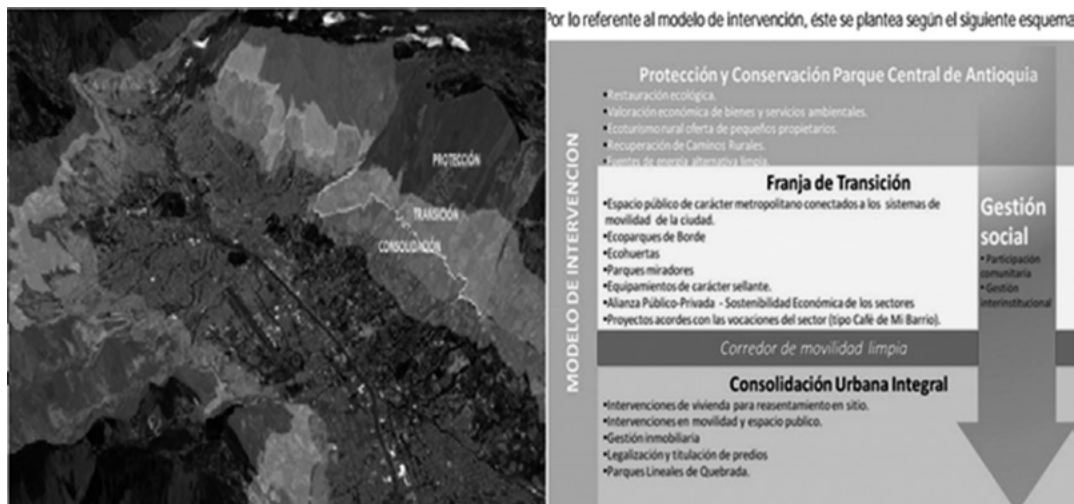 PROTECCIÓN
TRANSICIÓN
CONSOLIDACIÓN
Por lo referente al modelo de intervención, éste se plantea según el siguiente esquema
MODELO DE INTERVENCION
Protección y Conservación Parque Central de Antioquia
•Restauración ecológica.
•Valoración económica de bienes y servicios ambientales.
•Ecoturismo rural oferta de pequeños propietarios.
•Recuperación de Caminos Rurales.
•Fuentes de energía alternativa limpia.
Franja de Transición
•Espacio público de carácter metropolitano conectados a los sistemas de
movilidad de la ciudad.
•Ecoparques de Borde
•Ecohuertas
•Parques miradores
•Equipamientos de carácter sellante.
•Alianza Público-Privada - Sostenibilidad Económica de los sectores
•Proyectos acordes con las vocaciones del sector (tipo Café de Mi Barrio).
Corredor de movilidad limpia
Consolidación Urbana Integral
•Intervenciones de vivienda para reasentamiento en sitio.
•Intervenciones en movilidad y espacio publico.
•Gestión inmobiliaria
•Legalización y titulación de predios
•Parques Lineales de Quebrada.
Gestión
social
• Participación
comunitaria
• Gestión
interinstitucional